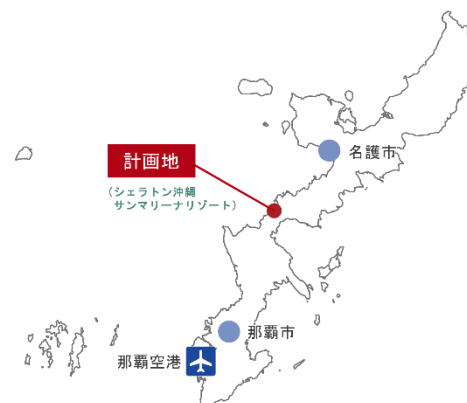 名護市
計画地
（シェラトン沖縄
サンマリーナリゾート）
那覇市
那覇空港